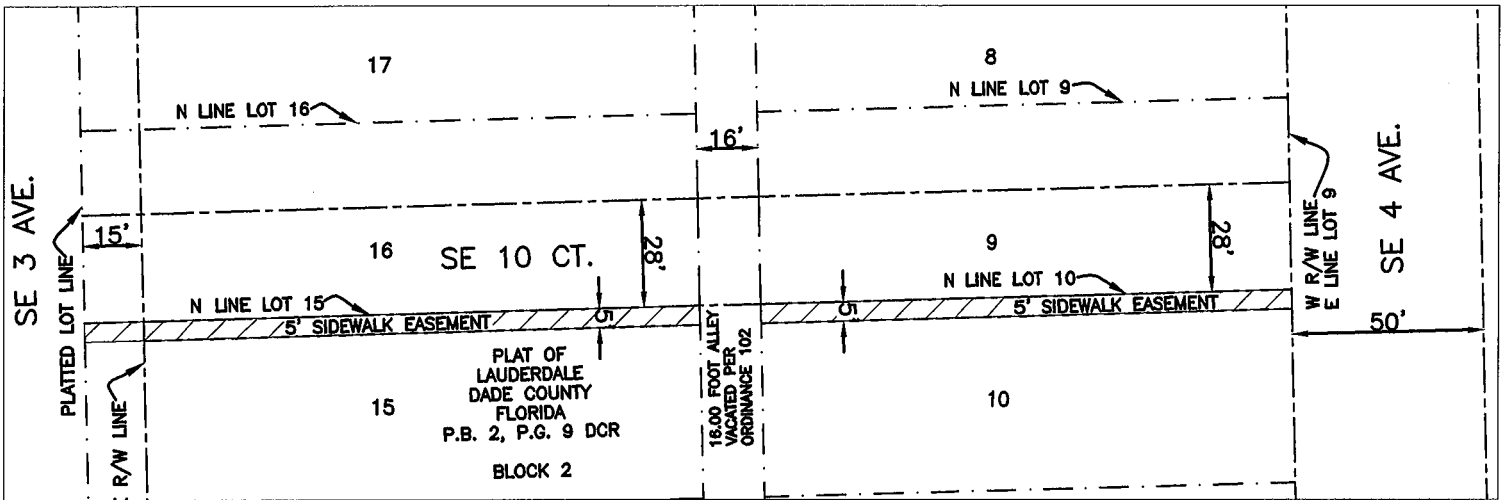 17
8
N LINE LOT 16
N LINE LOT 9
16'
SE 3 AVE.
PLATTED LOT LINE
15'
16
SE 10 CT.
28'
9
28'
W R/W LINE
E LINE LOT 9
SE 4 AVE.
N LINE LOT 15
N LINE LOT 10
5' SIDEWALK EASEMENT
5'
5'
5' SIDEWALK EASEMENT
50'
R/W LINE
15
PLAT OF
LAUDERDALE
DADE COUNTY
FLORIDA
P.B. 2, P.G. 9 DCR
BLOCK 2
16.00 FOOT ALLEY
VACATED PER
ORDINANCE 102
10